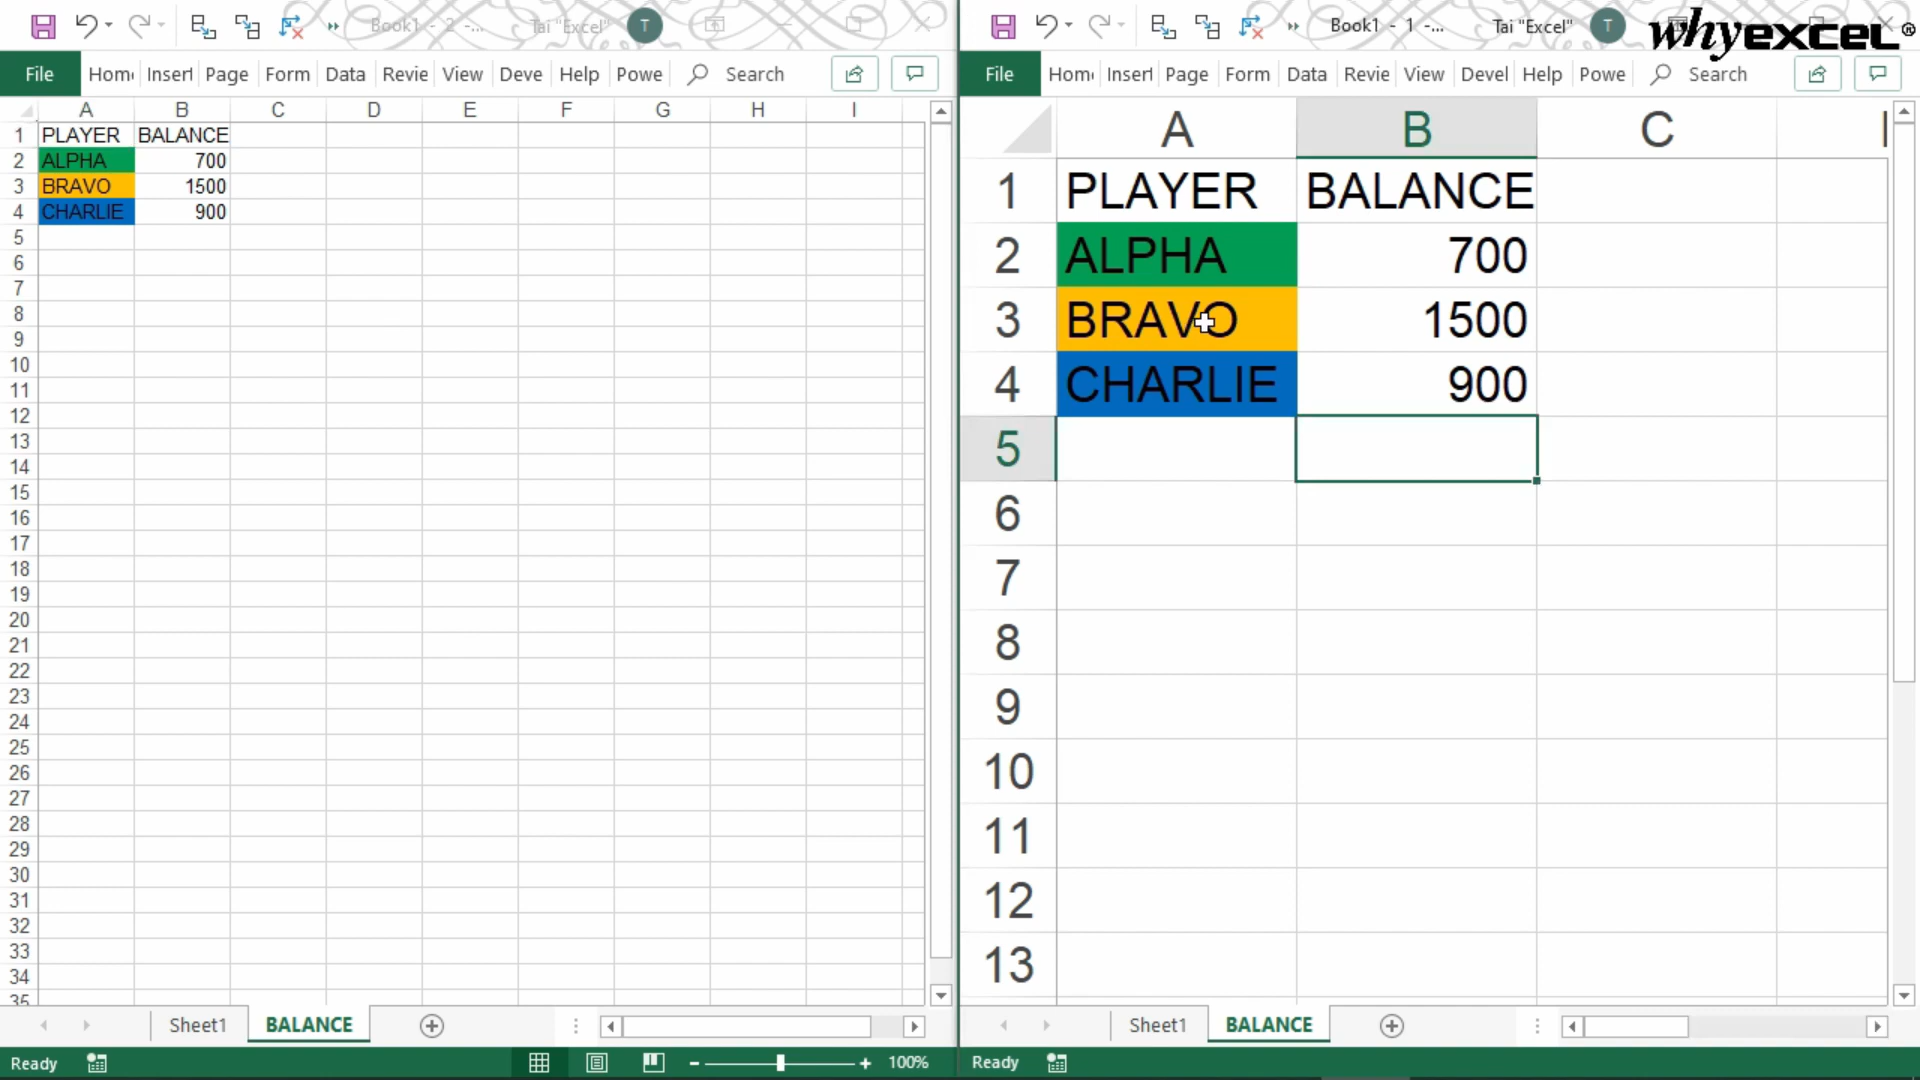 Book1 - 2 -... Tai "Excel" T
File Hom Insert Page Form Data Revie View Deve Help Powe Search
A B C D E F G H I
1 PLAYER BALANCE
2 ALPHA 700
3 BRAVO 1500
4 CHARLIE 900
5
6
7
8
9
10
11
12
13
14
15
16
17
18
19
20
21
22
23
24
25
26
27
28
29
30
31
32
33
34
35
Sheet1 BALANCE
Ready 100%
Book1 - 1 -... Tai "Excel" T
whyexcel®
File Hom Insert Page Form Data Revie View Devel Help Powe Search
A B C
1 PLAYER BALANCE
2 ALPHA 700
3 BRAVO 1500
4 CHARLIE 900
5
6
7
8
9
10
11
12
13
Sheet1 BALANCE
Ready